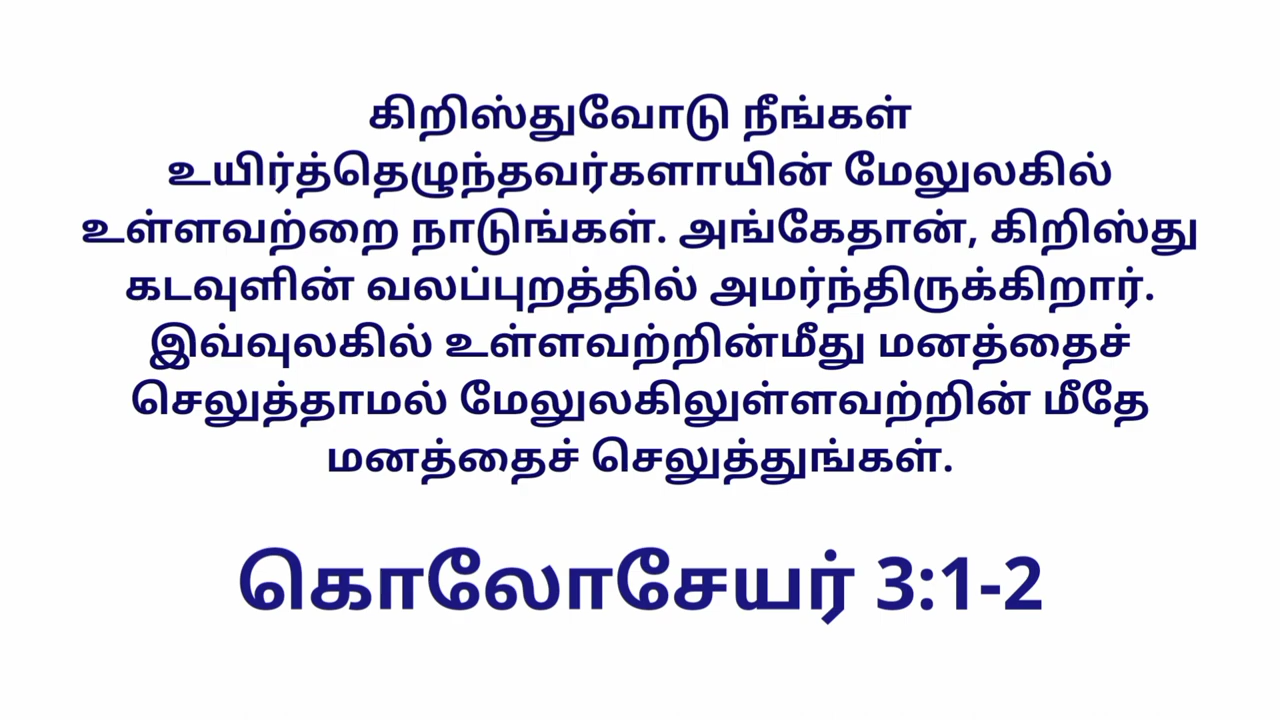 கிறிஸ்துவோடு நீங்கள்
உயிர்த்தெழுந்தவர்களாயின் மேலுலகில்
உள்ளவற்றை நாடுங்கள். அங்கேதான், கிறிஸ்து
கடவுளின் வலப்புறத்தில் அமர்ந்திருக்கிறார்.
இவ்வுலகில் உள்ளவற்றின்மீது மனத்தைச்
செலுத்தாமல் மேலுலகிலுள்ளவற்றின் மீதே
மனத்தைச் செலுத்துங்கள்.
கொலோசேயர் 3:1-2